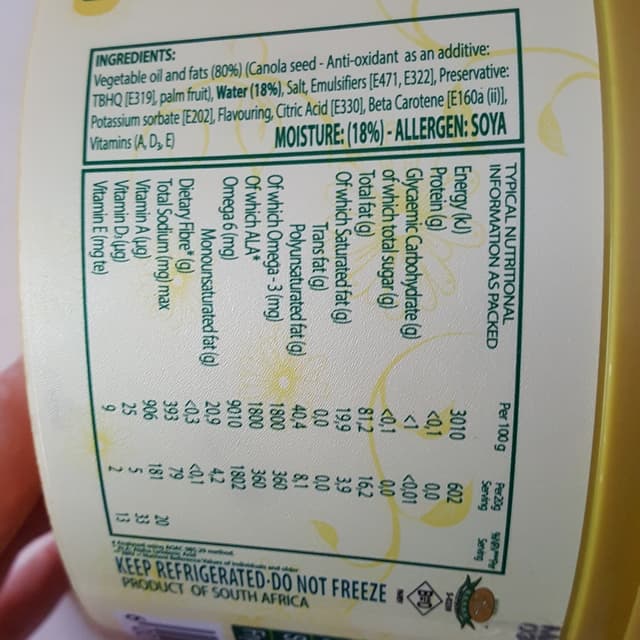 INGREDIENTS:
Vegetable oil and fats (80%) (Canola seed - Anti-oxidant as an additive:
TBHQ [E319], palm fruit), Water (18%), Salt, Emulsifiers [E471, E322], Preservative:
Potassium sorbate [E202], Flavouring, Citric Acid [E330], Beta Carotene [E160a (ii)],
Vitamins (A, D₃, E) MOISTURE: (18%) - ALLERGEN: SOYA
TYPICAL NUTRITIONAL
INFORMATION AS PACKED Per 100 g Per 20g Serving
Energy (kJ) 3010 602
Protein (g) <0,1 0,0
Glycaemic Carbohydrate (g) <1 <0,01
of which total sugar (g) <0,1 0,0
Total fat (g) 81,2 16,2
Of which Saturated fat (g) 19,9 3,9
Trans fat (g) 0,0 0,0
Polyunsaturated fat (g) 40,4 8,1
Of which Omega - 3 (mg) 1800 360
Of which ALA* 1800 360
Omega 6 (mg) 9010 1802
Monounsaturated fat (g) 20,9 4,2
Dietary Fibre* (g) <0,3 <0,1
Total Sodium (mg) max 393 79
Vitamin A (µg) 906 181 20
Vitamin D₃ (µg) 25 5 33
Vitamin E (mg te) 9 2 13
KEEP REFRIGERATED·DO NOT FREEZE
PRODUCT OF SOUTH AFRICA